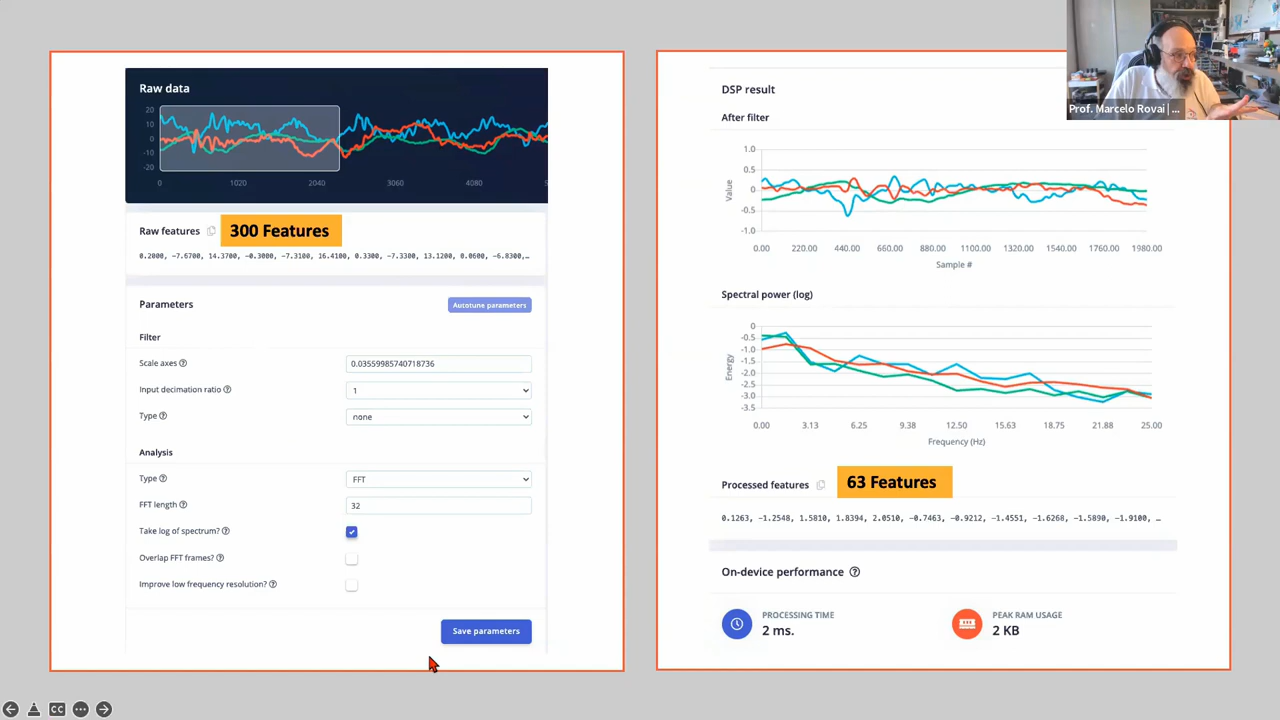 Raw data
20
10
0
-10
-20
0 1020 2040 3060 4080 5
Raw features 300 Features
0.2800, -7.6700, 14.3700, -0.3000, -7.3100, 16.4100, 0.3300, -7.3300, 13.1200, 0.0600, -6.8300,…
Parameters Autotune parameters
Filter
Scale axes 0.03559985740718736
Input decimation ratio 1
Type none
Analysis
Type FFT
FFT length 32
Take log of spectrum?
Overlap FFT frames?
Improve low frequency resolution?
Save parameters
DSP result
After filter
1.0
0.5
0
-0.5
-1.0
Value
0.00 220.00 440.00 660.00 880.00 1100.00 1320.00 1540.00 1760.00 1980.00
Sample #
Spectral power (log)
0
-0.5
-1.0
-1.5
-2.0
-2.5
-3.0
-3.5
Energy
0.00 3.13 6.25 9.38 12.50 15.63 18.75 21.88 25.00
Frequency (Hz)
Processed features 63 Features
0.1263, -1.2548, 1.5810, 1.8394, 2.0510, -0.7463, -0.9212, -1.4551, -1.6268, -1.5890, -1.9100, …
On-device performance
PROCESSING TIME
2 ms.
PEAK RAM USAGE
2 KB
Prof. Marcelo Rovai | ...
CC